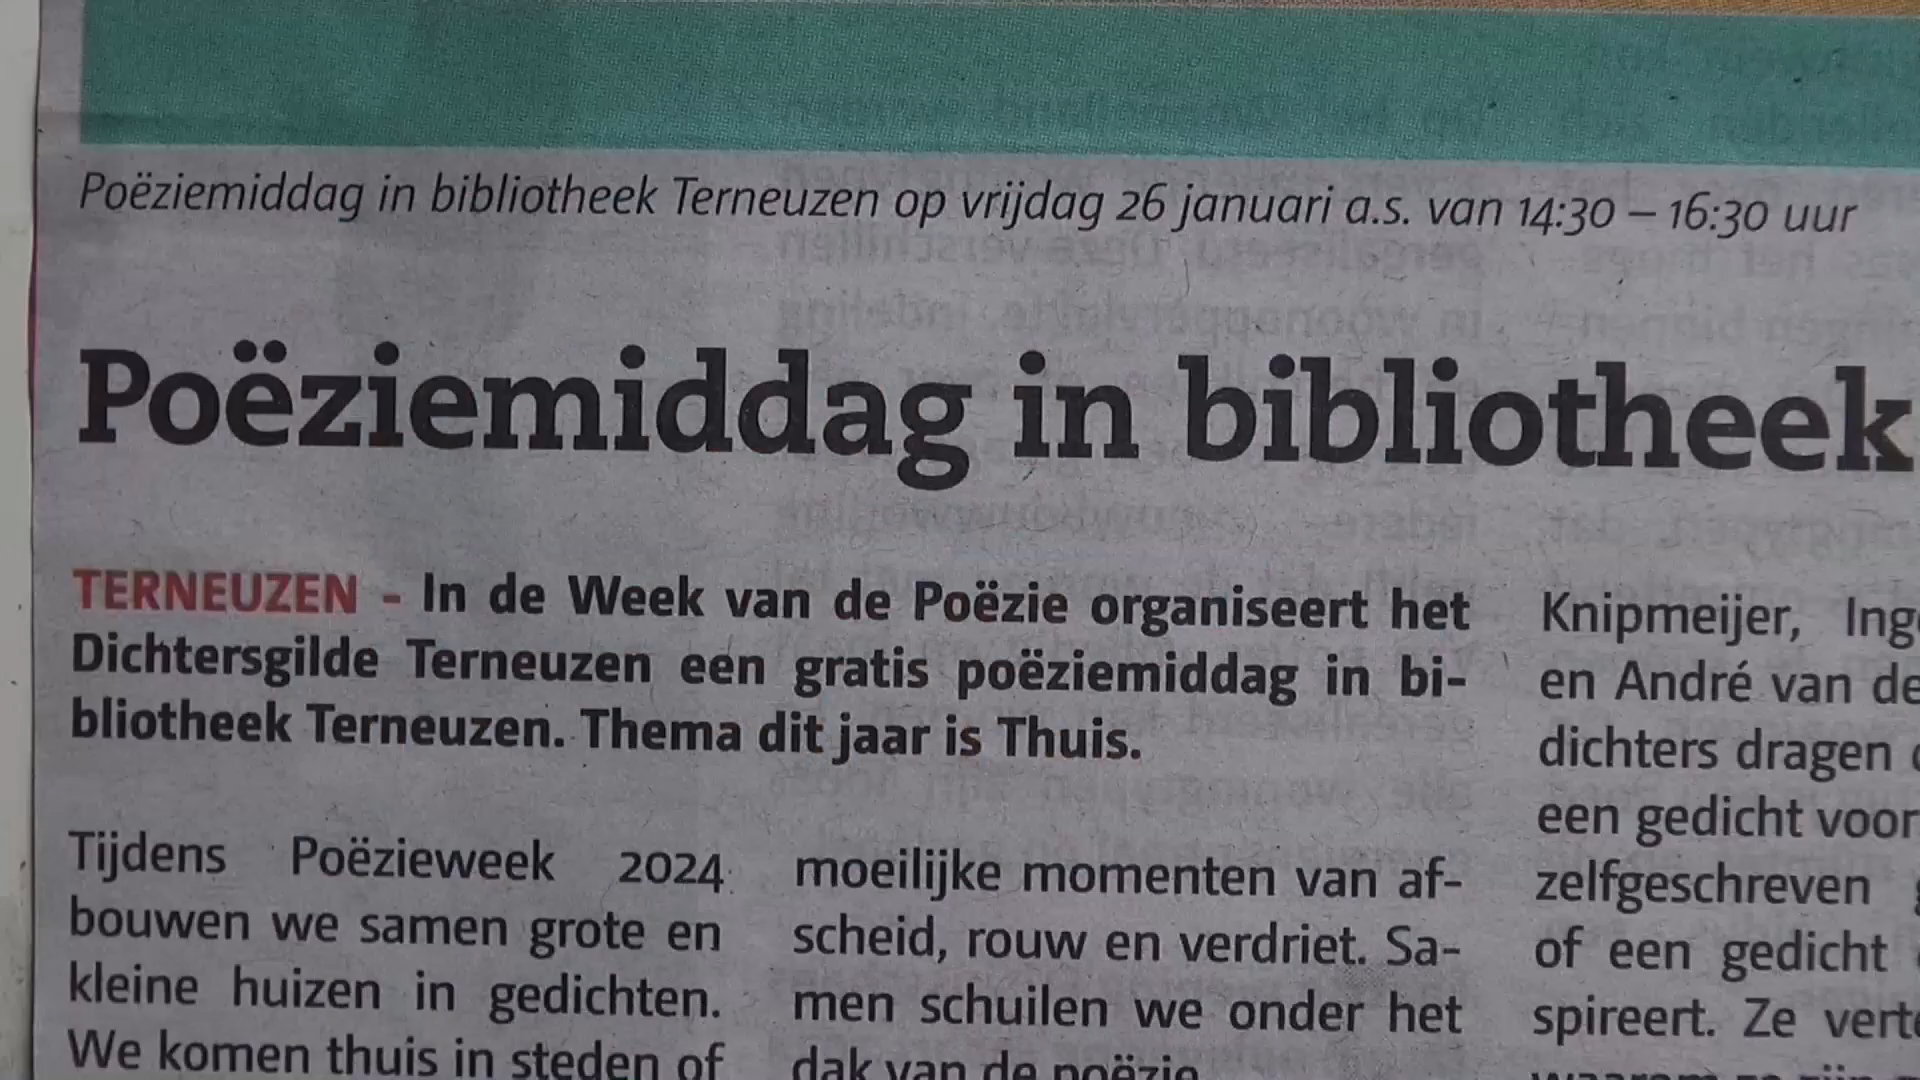 Poëziemiddag in bibliotheek Terneuzen op vrijdag 26 januari a.s. van 14:30 – 16:30 uur
Poëziemiddag in bibliotheek
TERNEUZEN - In de Week van de Poëzie organiseert het
Dichtersgilde Terneuzen een gratis poëziemiddag in bi-
bliotheek Terneuzen. Thema dit jaar is Thuis.
Tijdens Poëzieweek 2024
bouwen we samen grote en
kleine huizen in gedichten.
We komen thuis in steden of
moeilijke momenten van af-
scheid, rouw en verdriet. Sa-
men schuilen we onder het
dak van de poëzie.
Knipmeijer,
en André van
dichters dragen
een gedicht voor
zelfgeschreven
of een gedicht
spireert. Ze